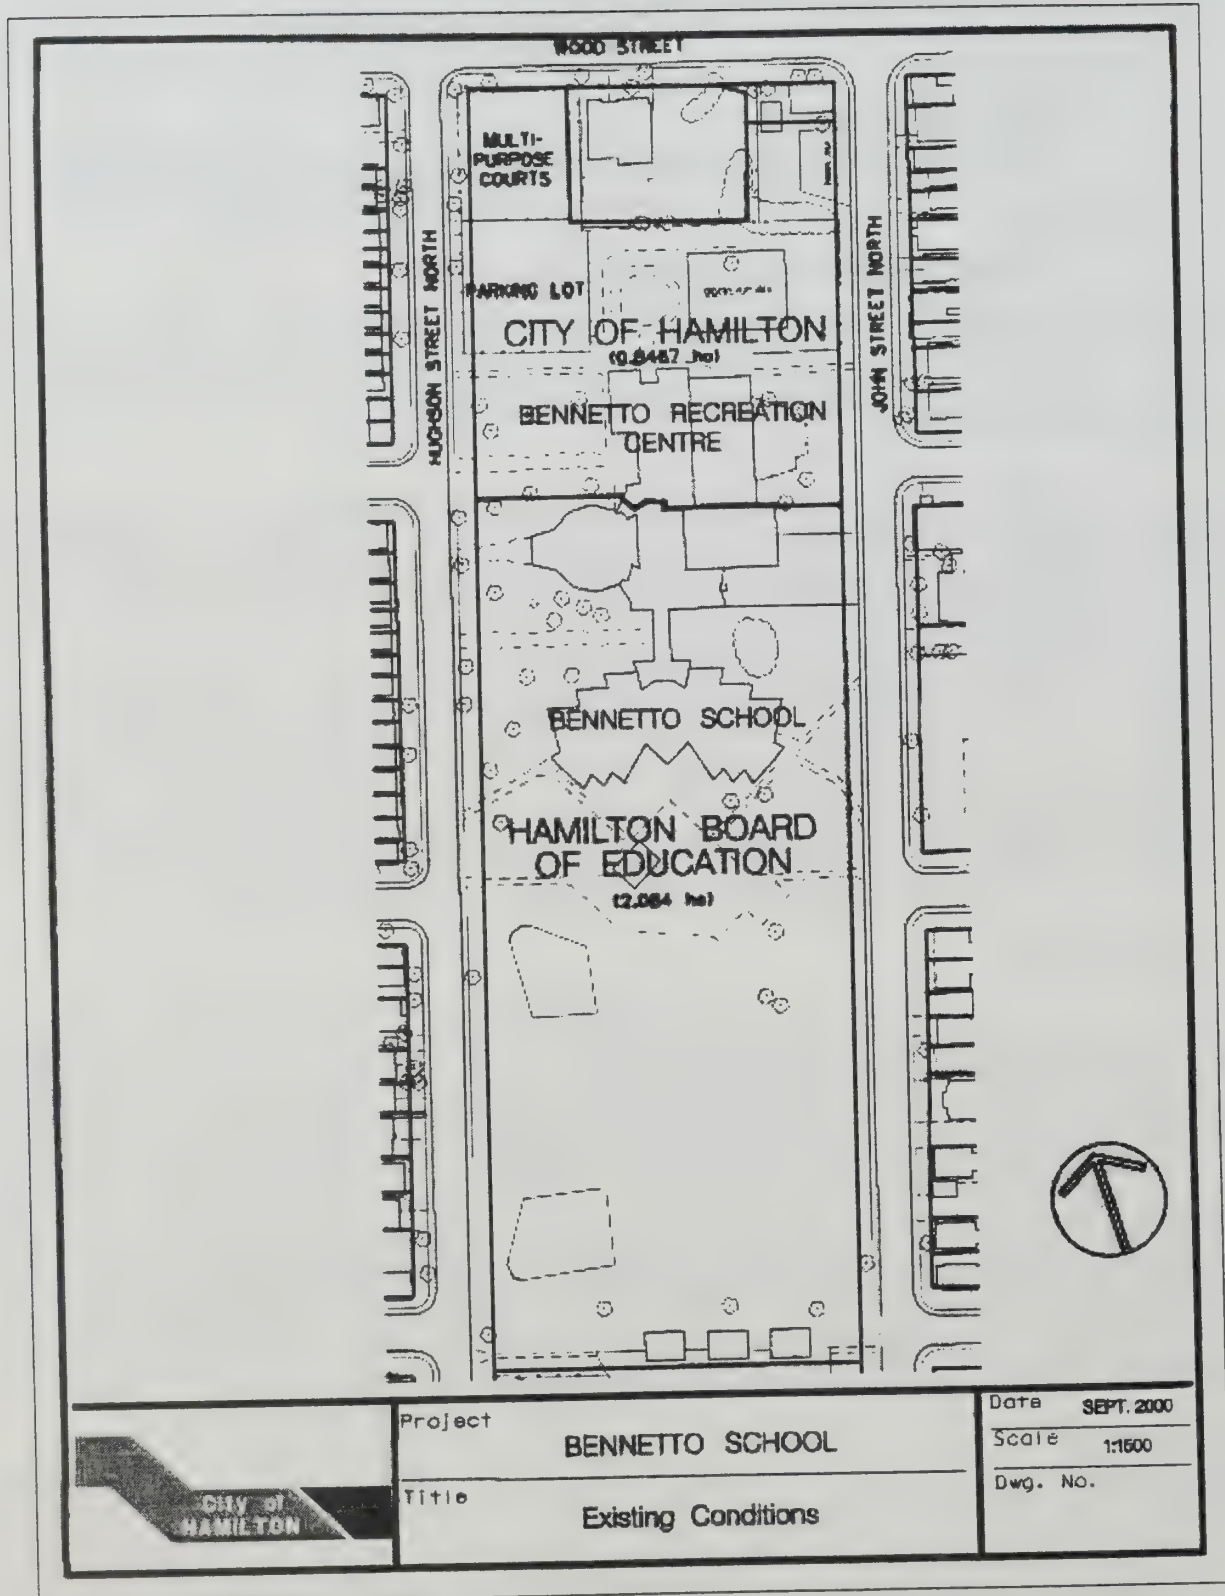 WOOD STREET
MULTI-
PURPOSE
COURTS
HUGHSON STREET NORTH
JOHN STREET NORTH
PARKING LOT
CITY OF HAMILTON
(0.8467 ha)
BENNETTO RECREATION
CENTRE
BENNETTO SCHOOL
HAMILTON BOARD
OF EDUCATION
(2.064 ha)
City of
HAMILTON
Project
BENNETTO SCHOOL
Title
Existing Conditions
Date SEPT. 2000
Scale 1:1500
Dwg. No.